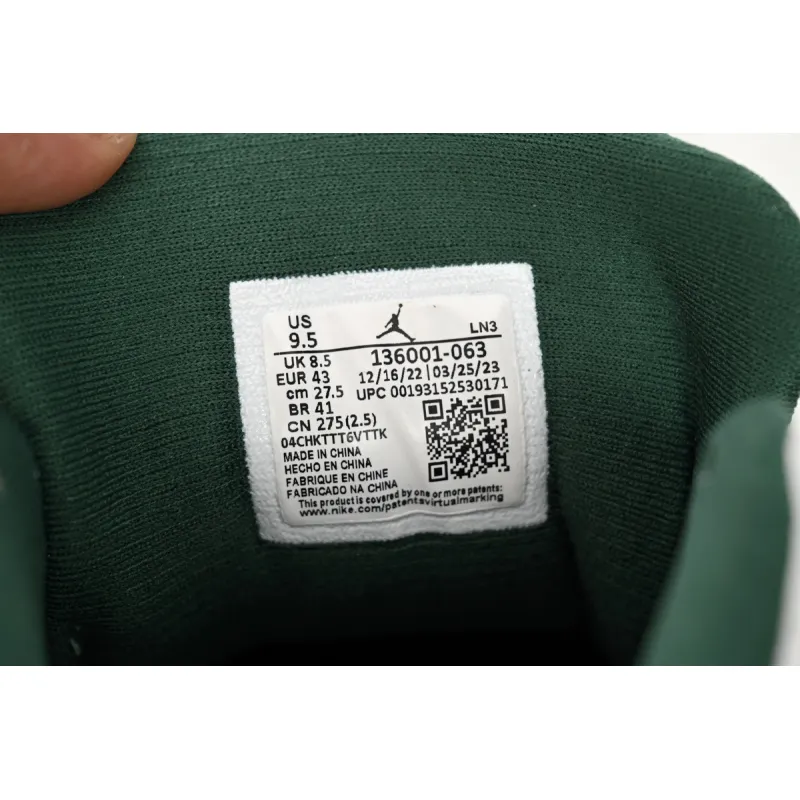 US
9.5
LN3
UK 8.5
136001-063
EUR 43
12/16/22 | 03/25/23
cm 27.5
UPC 00193152530171
BR 41
CN 275(2.5)
04CHKTTT6VTTK
MADE IN CHINA
HECHO EN CHINA
FABRIQUE EN CHINE
FABRICADO NA CHINA
This product is covered by one or more patents:
www.nike.com/patentsvirtualmarking